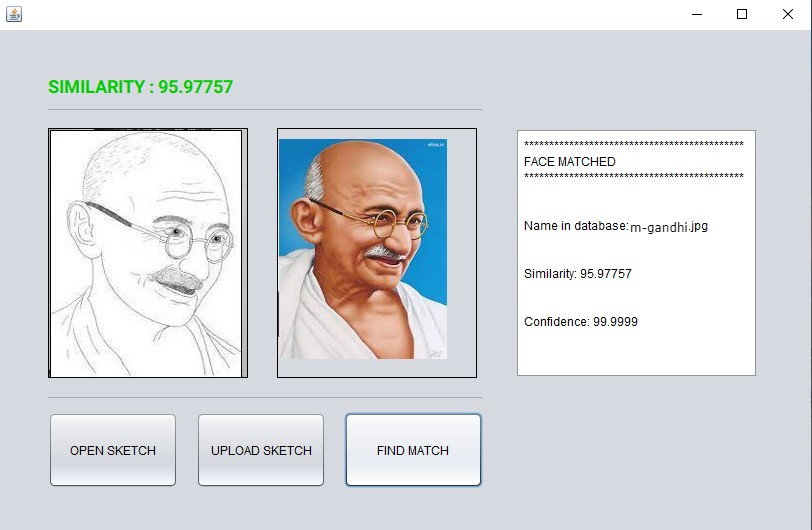 SIMILARITY : 95.97757
********************************************
FACE MATCHED
********************************************
Name in database:m-gandhi.jpg
Similarity: 95.97757
Confidence: 99.9999
OPEN SKETCH
UPLOAD SKETCH
FIND MATCH